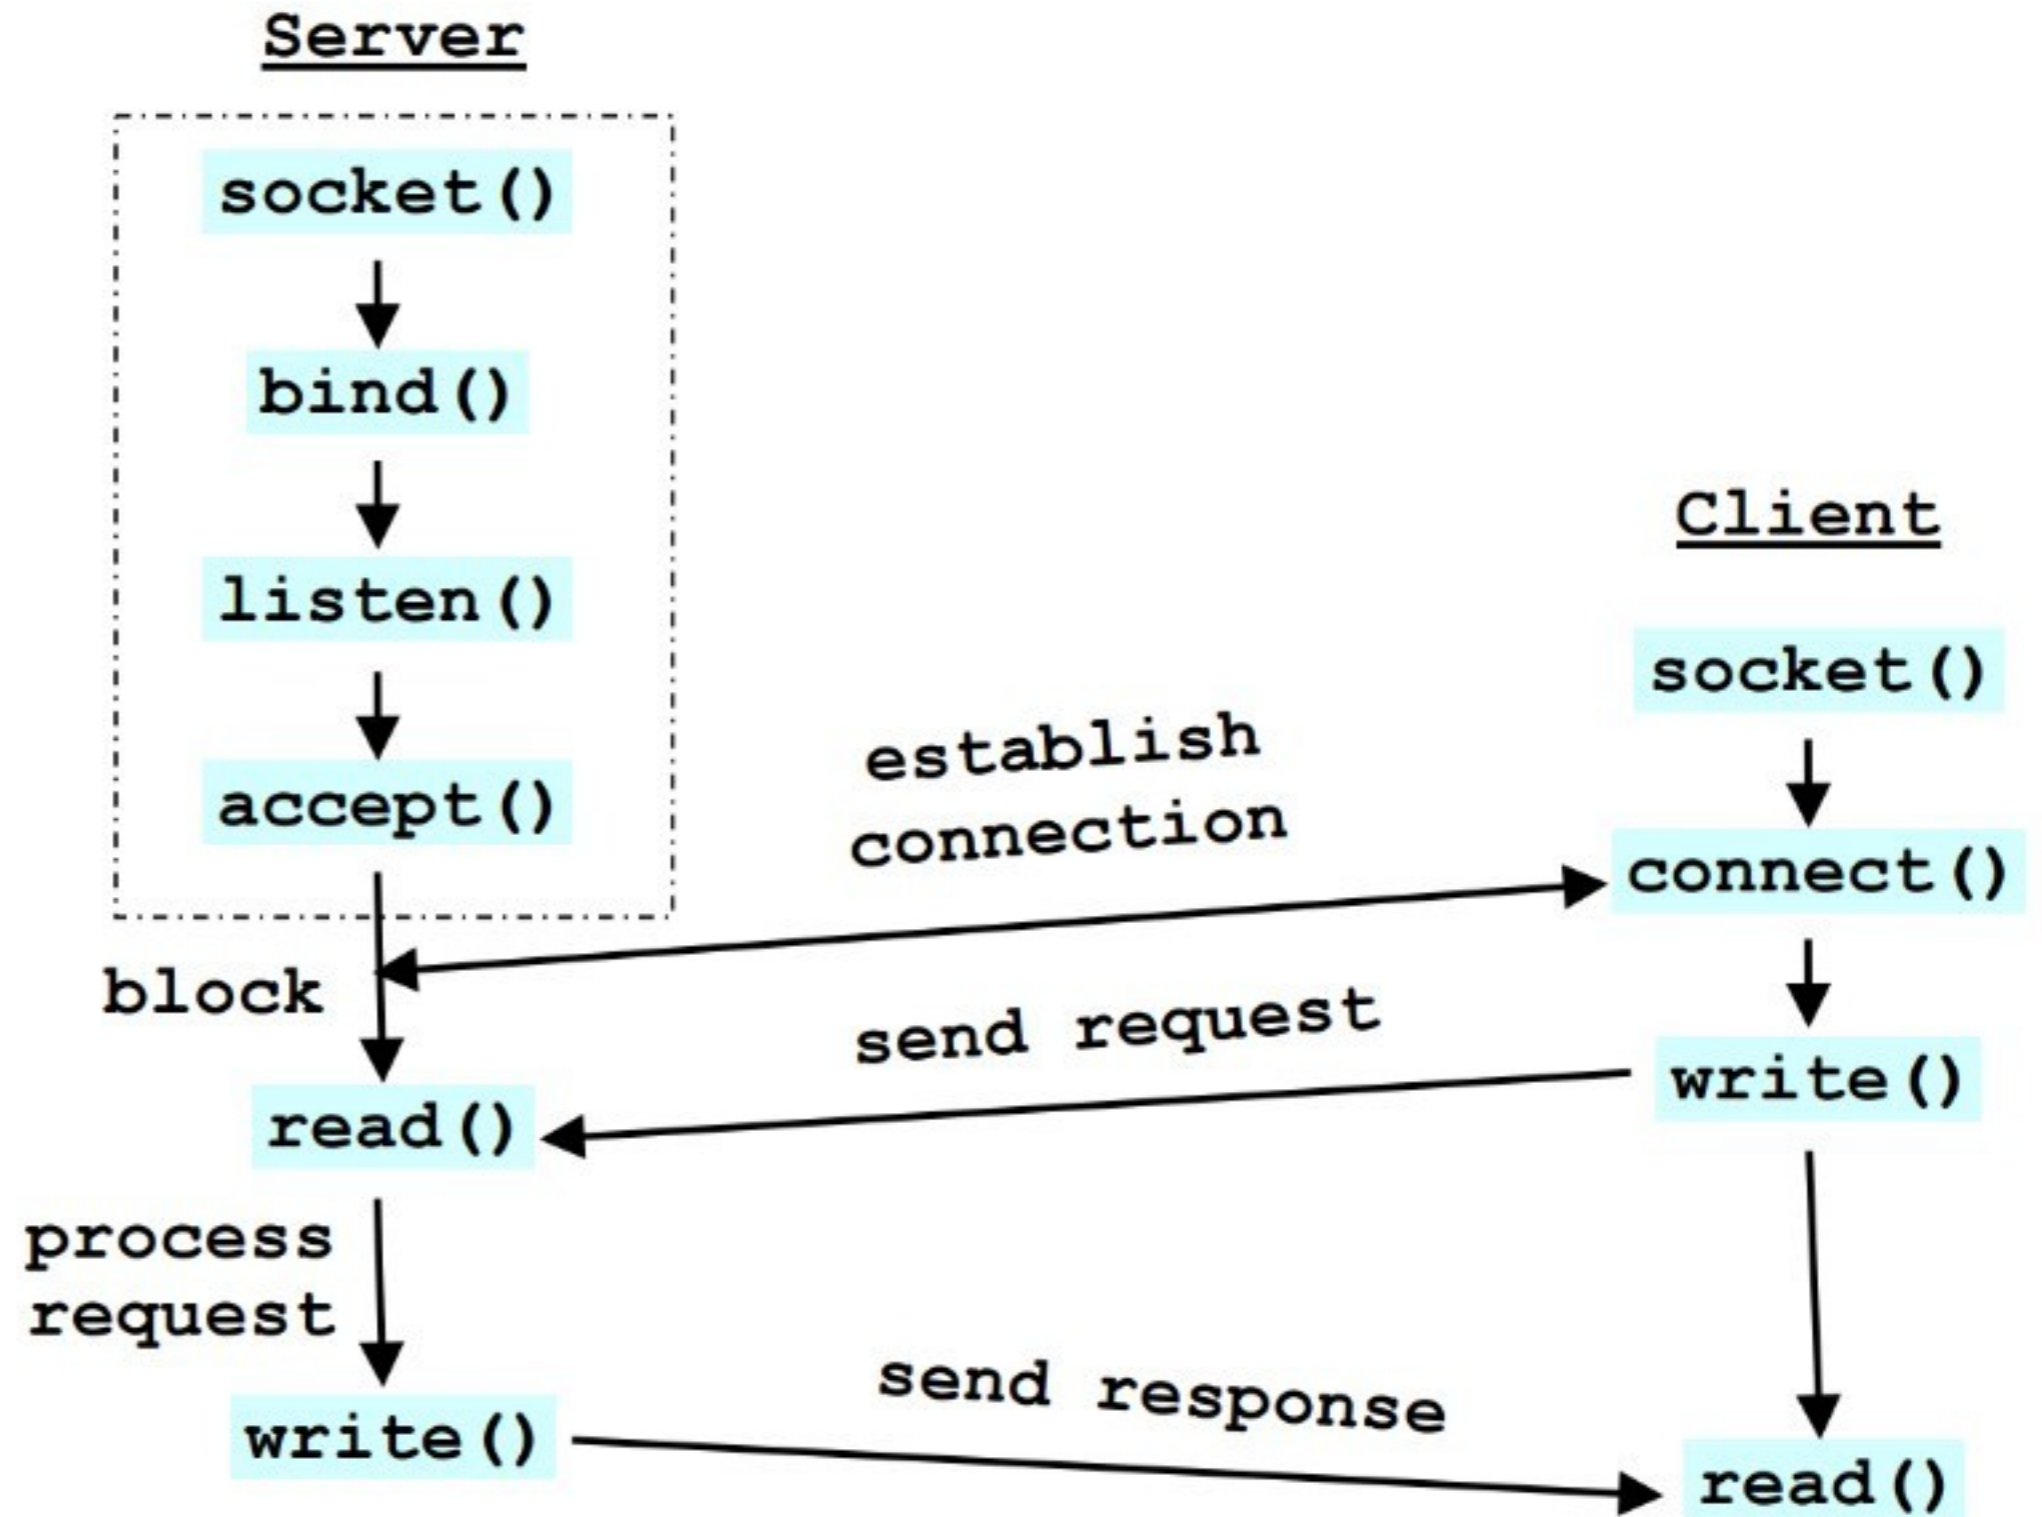 Server
socket()
bind()
listen()
accept()
block
read()
process
request
write()
establish
connection
send request
send response
Client
socket()
connect()
write()
read()